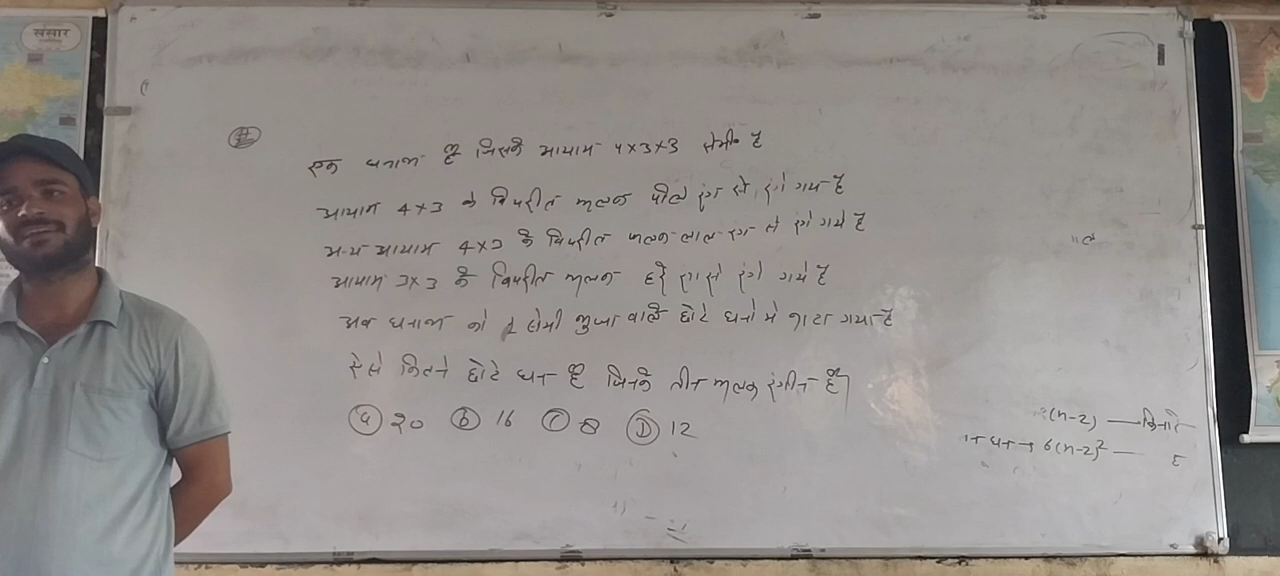 संसार
एक घनाभ है जिसके आयाम 4×3×3 सेमी॰ है
आयाम 4×3 के विपरीत फलक पीले रंग से रंगे गये है
अन्य आयाम 4×3 के विपरीत फलक लाल रंग से रंगे गये है
आयाम 3×3 के विपरीत फलक हरे रंग से रंगे गये है
अब घनाभ को 1 सेमी भुजा वाले छोटे घनो मे काटा गया है
ऐसे कितने छोटे घन है जिनके तीन फलक रंगीन है
(a) 20 (b) 16 (C) 8 (D) 12
(n-2) — किनारे
घन → 6(n-2)² —